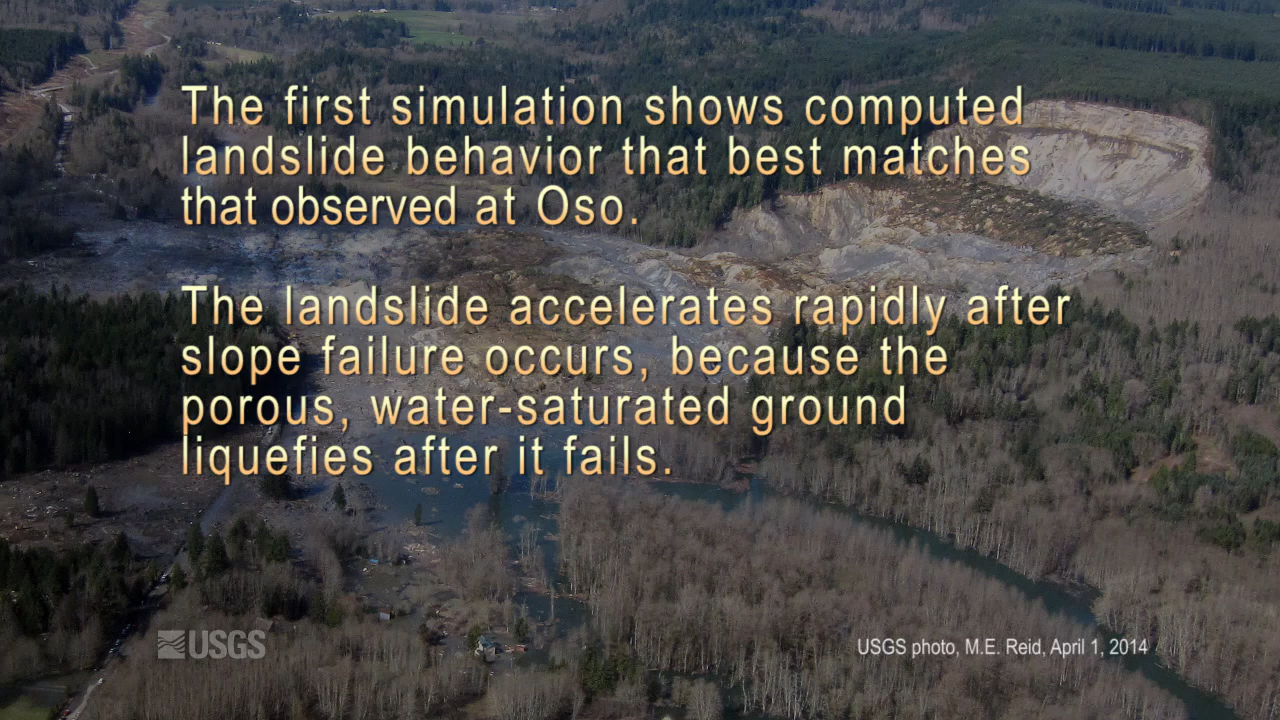 The first simulation shows computed
landslide behavior that best matches
that observed at Oso.
The landslide accelerates rapidly after
slope failure occurs, because the
porous, water-saturated ground
liquefies after it fails.
USGS
USGS photo, M.E. Reid, April 1, 2014